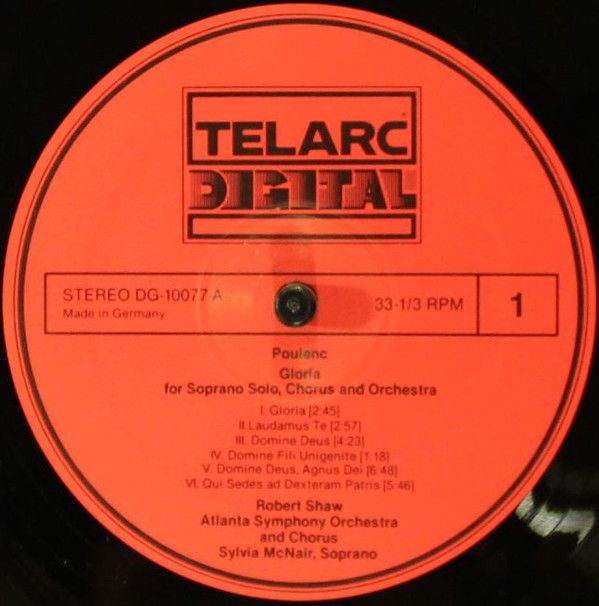 TELARC
DIGITAL
STEREO DG-10077-A
Made in Germany
33-1/3 RPM
1
Poulenc
Gloria
for Soprano Solo, Chorus and Orchestra
I. Gloria [2:45]
II.Laudamus Te [2:57]
III. Domine Deus [4:23]
IV. Domine Fili Unigenite [1:18]
V. Domine Deus, Agnus Dei [6:48]
VI. Qui Sedes ad Dexteram Patris [5:46]
Robert Shaw
Atlanta Symphony Orchestra
and Chorus
Sylvia McNair, Soprano